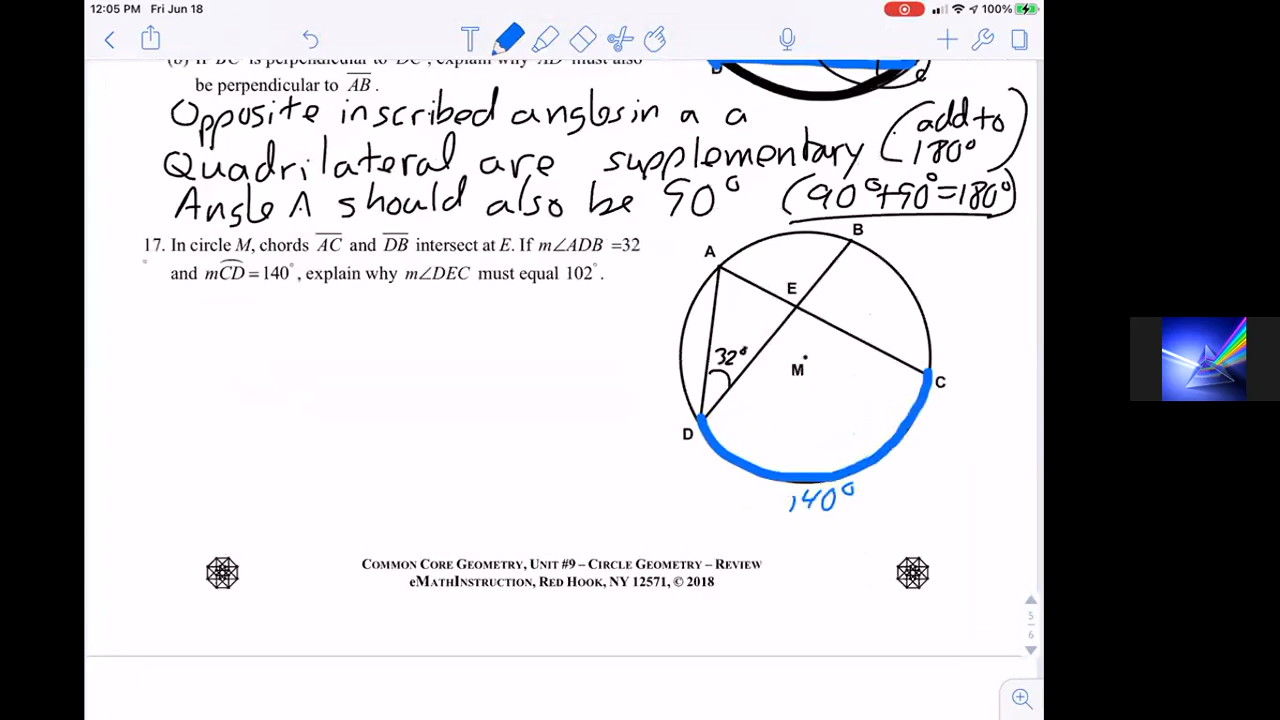 12:05 PM Fri Jun 18
100%
T
be perpendicular to AB.
Opposite inscribed angles in a a
Quadrilateral are supplementary (add to 180°)
Angle A should also be 90° (90°+90°=180°)
17. In circle M, chords AC and DB intersect at E. If m∠ADB =32
and mCD = 140°, explain why m∠DEC must equal 102°.
A
B
E
32°
M
C
D
140°
COMMON CORE GEOMETRY, UNIT #9 – CIRCLE GEOMETRY – REVIEW
eMATHINSTRUCTION, RED HOOK, NY 12571, © 2018
5
6